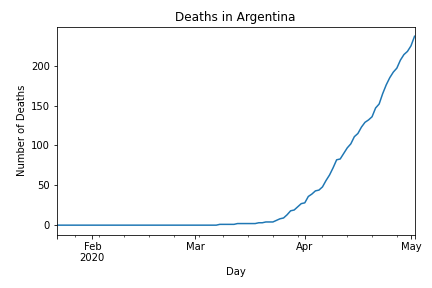 Deaths in Argentina
Number of Deaths
200
150
100
50
0
Feb
2020
Mar
Apr
May
Day